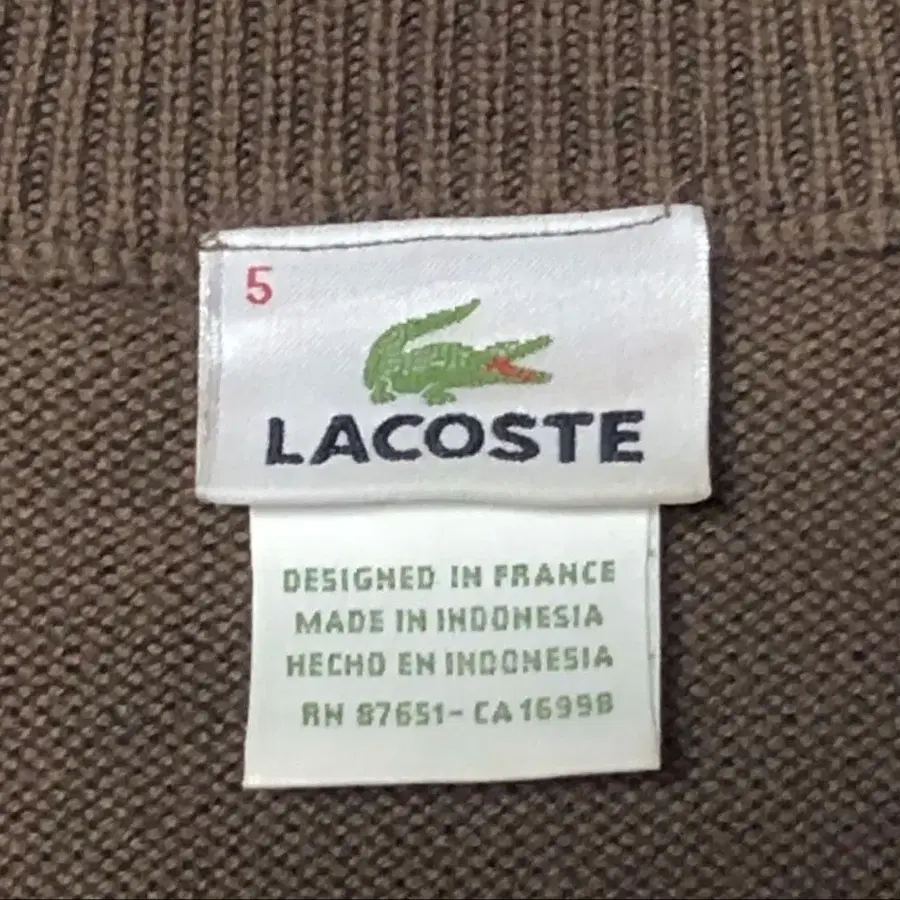 5
LACOSTE
DESIGNED IN FRANCE
MADE IN INDONESIA
HECHO EN INDONESIA
RN 87651 - CA 16998